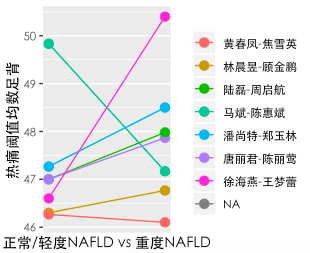 热痛阈值均数足背
50
49
48
47
46
正常/轻度NAFLD vs 重度NAFLD
黄春凤-焦雪英
林晨昱-顾金鹏
陆磊-周启航
马斌-陈惠斌
潘尚特-郑玉林
唐丽君-陈丽莺
徐海燕-王梦蕾
NA